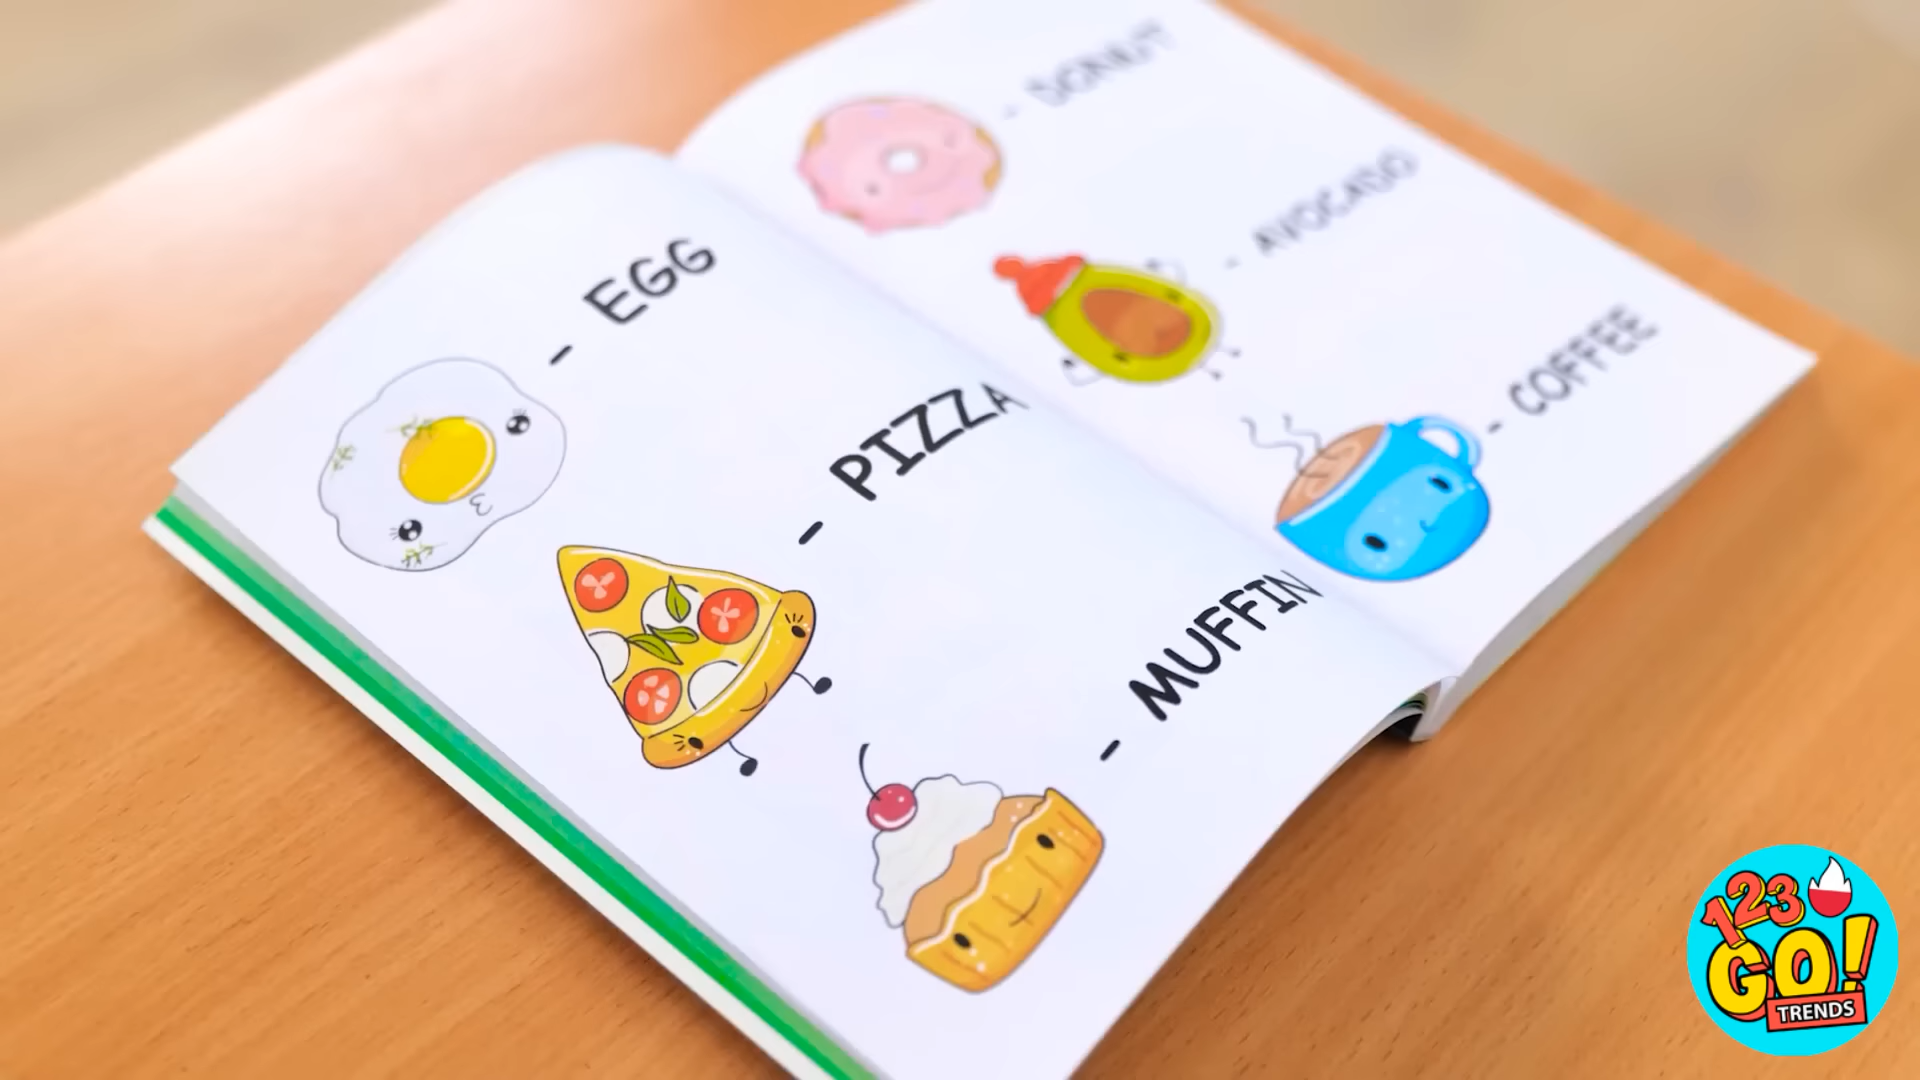 - EGG
- PIZZA
- MUFFIN
- DONUT
- AVOCADO
- COFFEE
123
GO!
TRENDS